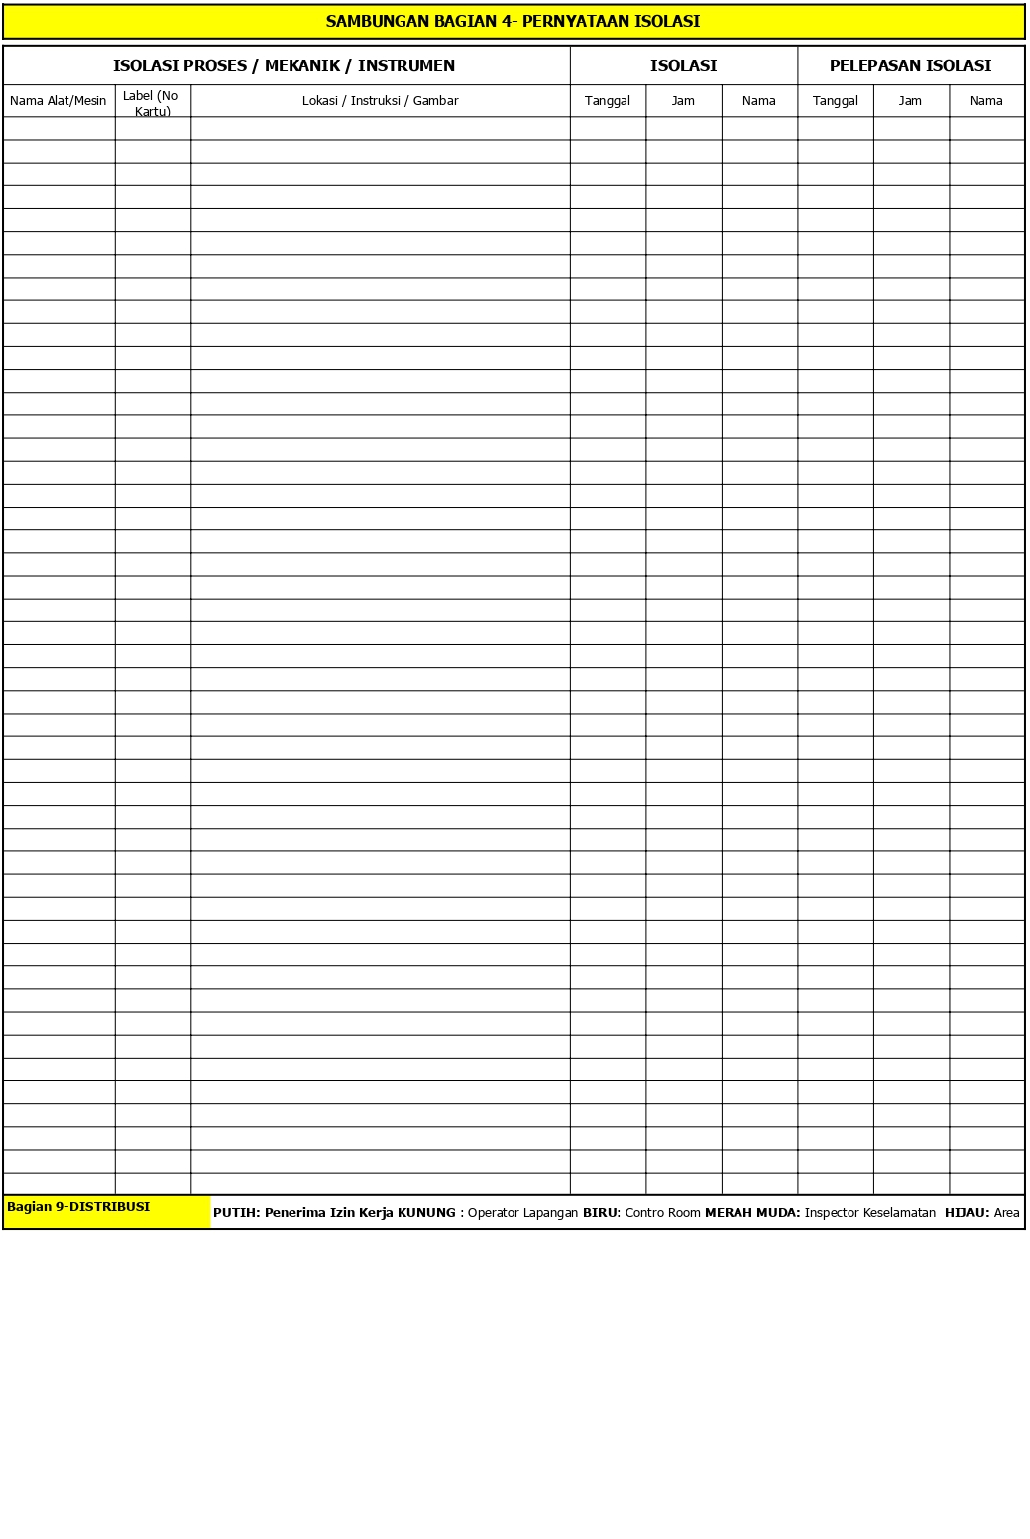 SAMBUNGAN BAGIAN 4- PERNYATAAN ISOLASI
ISOLASI PROSES / MEKANIK / INSTRUMEN ISOLASI PELEPASAN ISOLASI
Nama Alat/Mesin Label (No Kartu) Lokasi / Instruksi / Gambar Tanggal Jam Nama Tanggal Jam Nama
Bagian 9-DISTRIBUSI
PUTIH: Penerima Izin Kerja KUNUNG : Operator Lapangan BIRU: Contro Room MERAH MUDA: Inspector Keselamatan HIJAU: Area